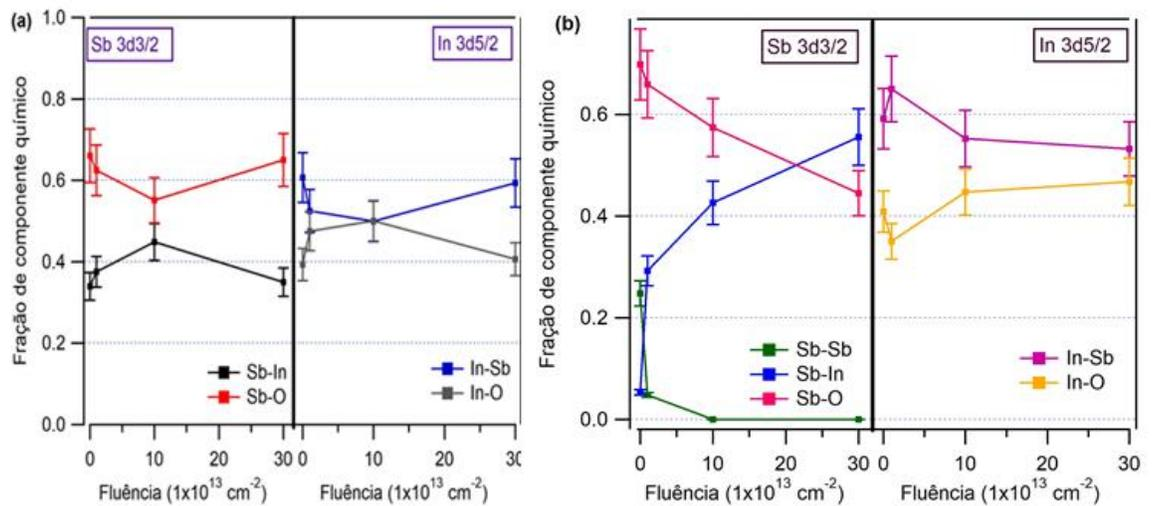 (a)
Sb 3d3/2
In 3d5/2
Fração de componente químico
1.0
0.8
0.6
0.4
0.2
0.0
Sb-In
Sb-O
In-Sb
In-O
0 10 20 30 0 10 20 30
Fluência (1x10¹³ cm⁻²) Fluência (1x10¹³ cm⁻²)
(b)
Sb 3d3/2
In 3d5/2
Fração de componente químico
0.6
0.4
0.2
0.0
Sb-Sb
Sb-In
Sb-O
In-Sb
In-O
0 10 20 30 0 10 20 30
Fluência (1x10¹³ cm⁻²) Fluência (1x10¹³ cm⁻²)